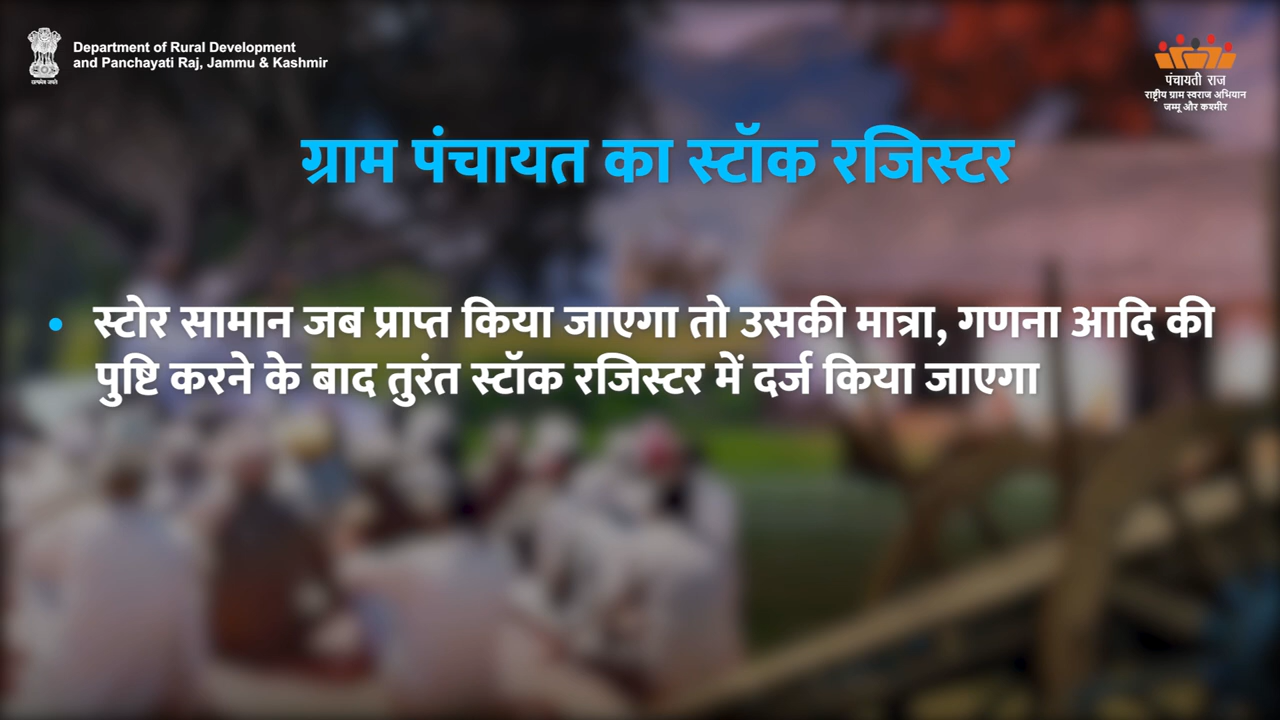 Department of Rural Development
and Panchayati Raj, Jammu & Kashmir
पंचायती राज
राष्ट्रीय ग्राम स्वराज अभियान
जम्मू और कश्मीर
ग्राम पंचायत का स्टॉक रजिस्टर
• स्टोर सामान जब प्राप्त किया जाएगा तो उसकी मात्रा, गणना आदि की
पुष्टि करने के बाद तुरंत स्टॉक रजिस्टर में दर्ज किया जाएगा